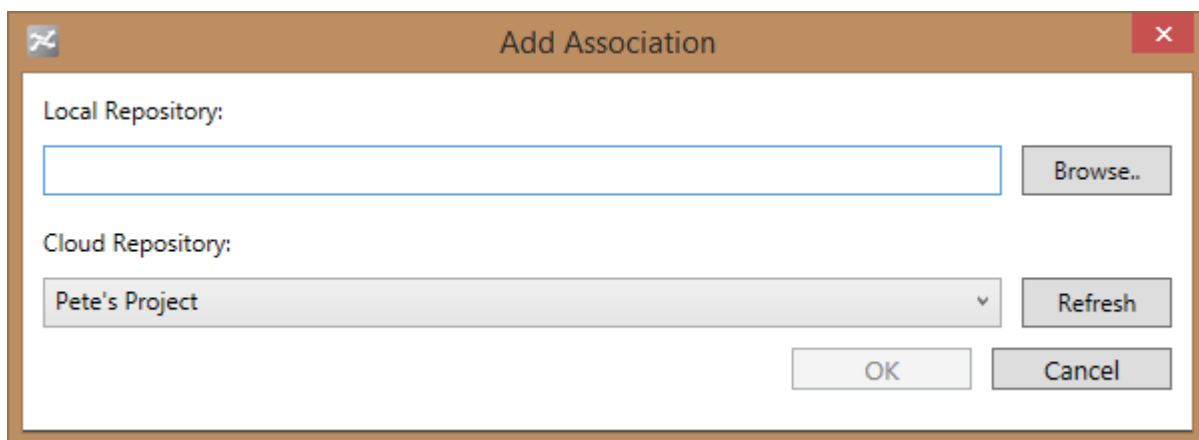 Add Association
Local Repository:
Browse..
Cloud Repository:
Pete's Project
Refresh
OK
Cancel